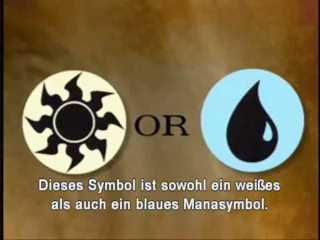 OR
Dieses Symbol ist sowohl ein weißes
als auch ein blaues Manasymbol.